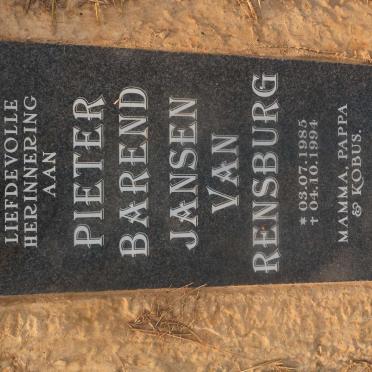 LIEFDEVOLLE
HERINNERING
AAN
PIETER
BAREND
JANSEN
VAN
RENSBURG
* 03.07.1985
† 04.10.1994
MAMMA, PAPPA
& KOBUS.